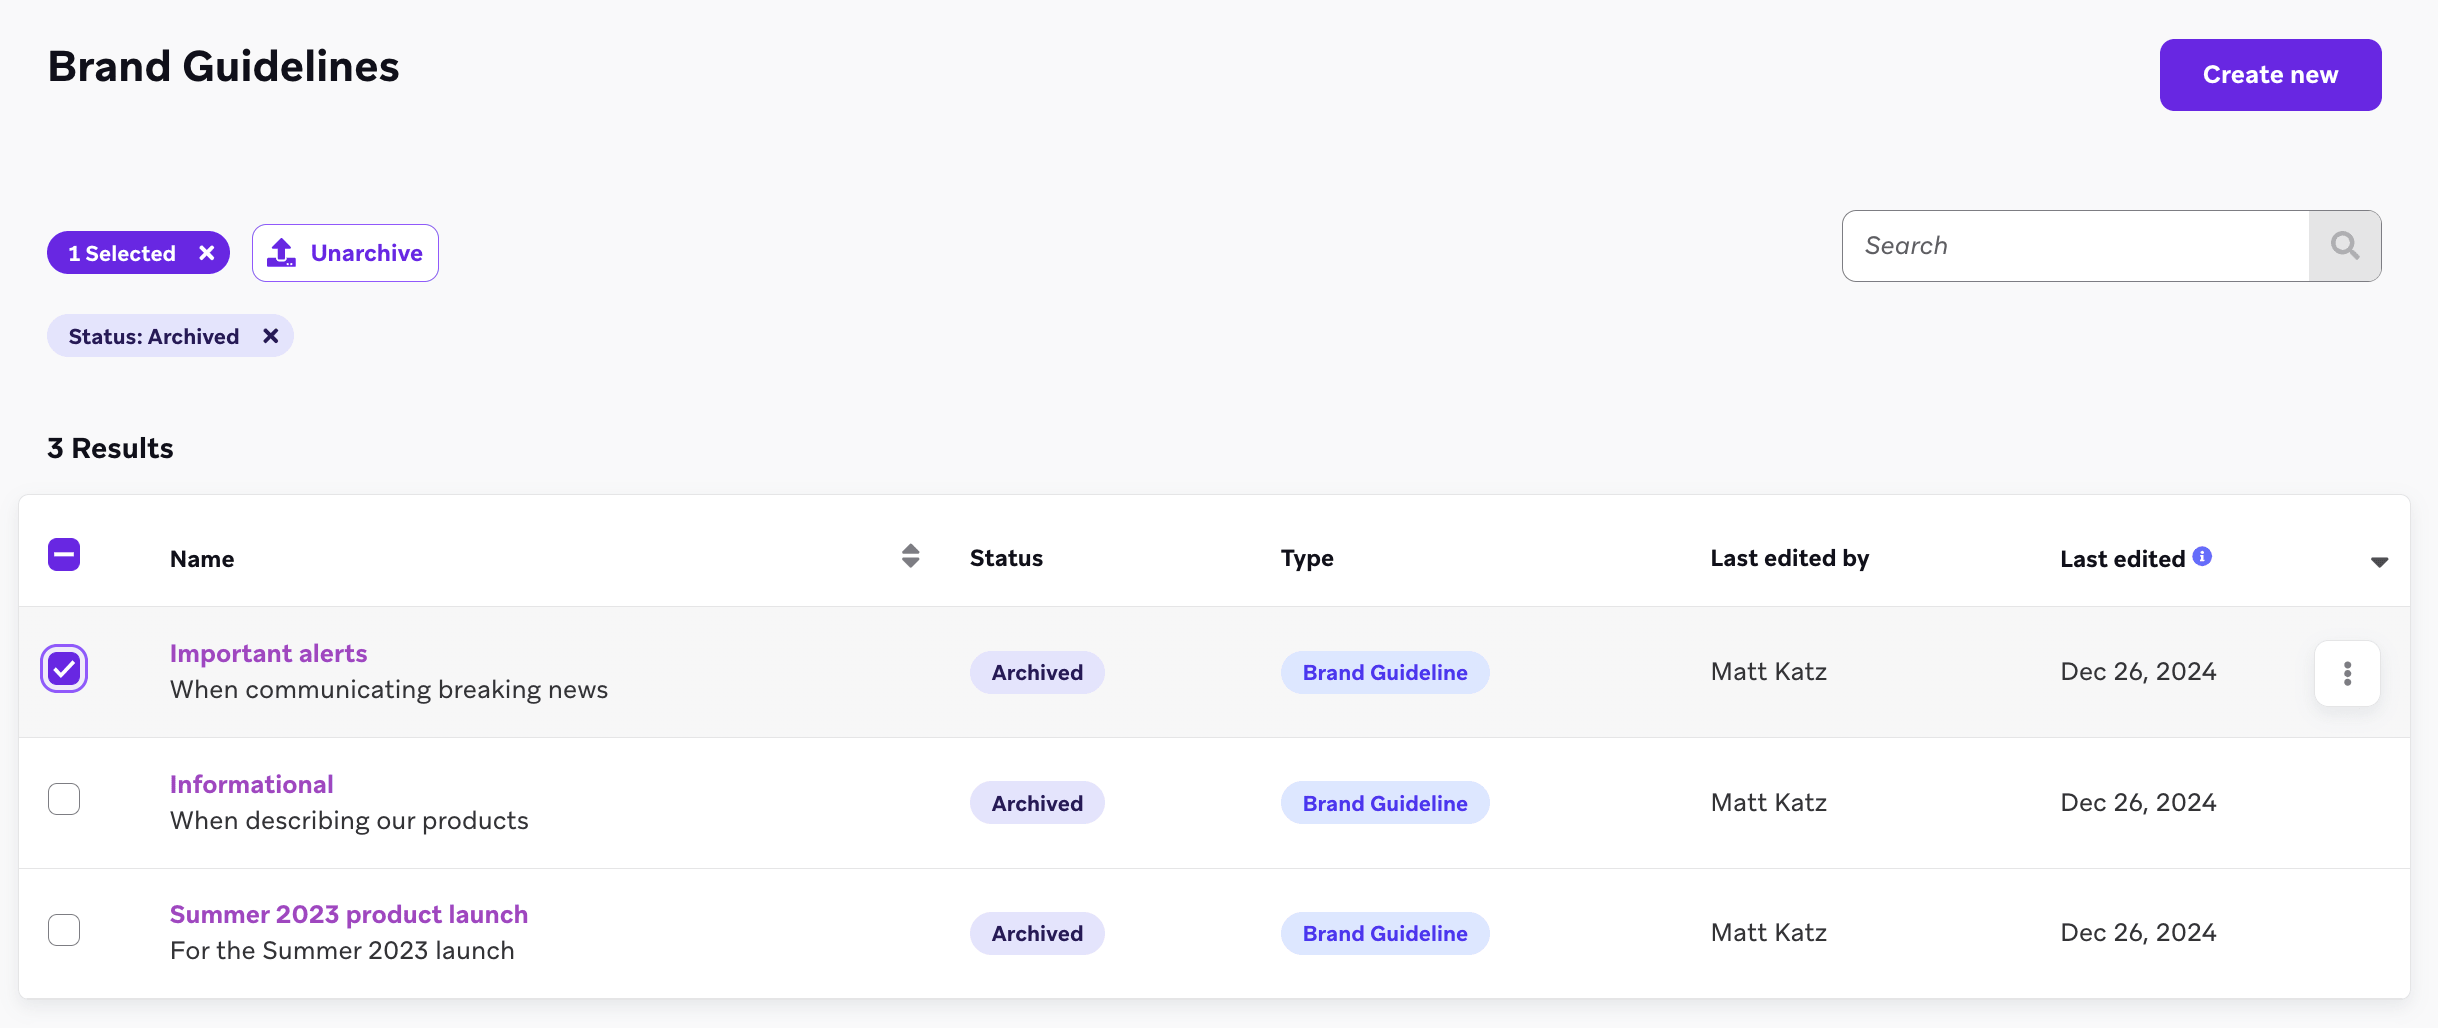 Brand Guidelines
Create new
1 Selected
Unarchive
Search
Status: Archived
3 Results
Name Status Type Last edited by Last edited
Important alerts
When communicating breaking news
Archived Brand Guideline Matt Katz Dec 26, 2024
Informational
When describing our products
Archived Brand Guideline Matt Katz Dec 26, 2024
Summer 2023 product launch
For the Summer 2023 launch
Archived Brand Guideline Matt Katz Dec 26, 2024